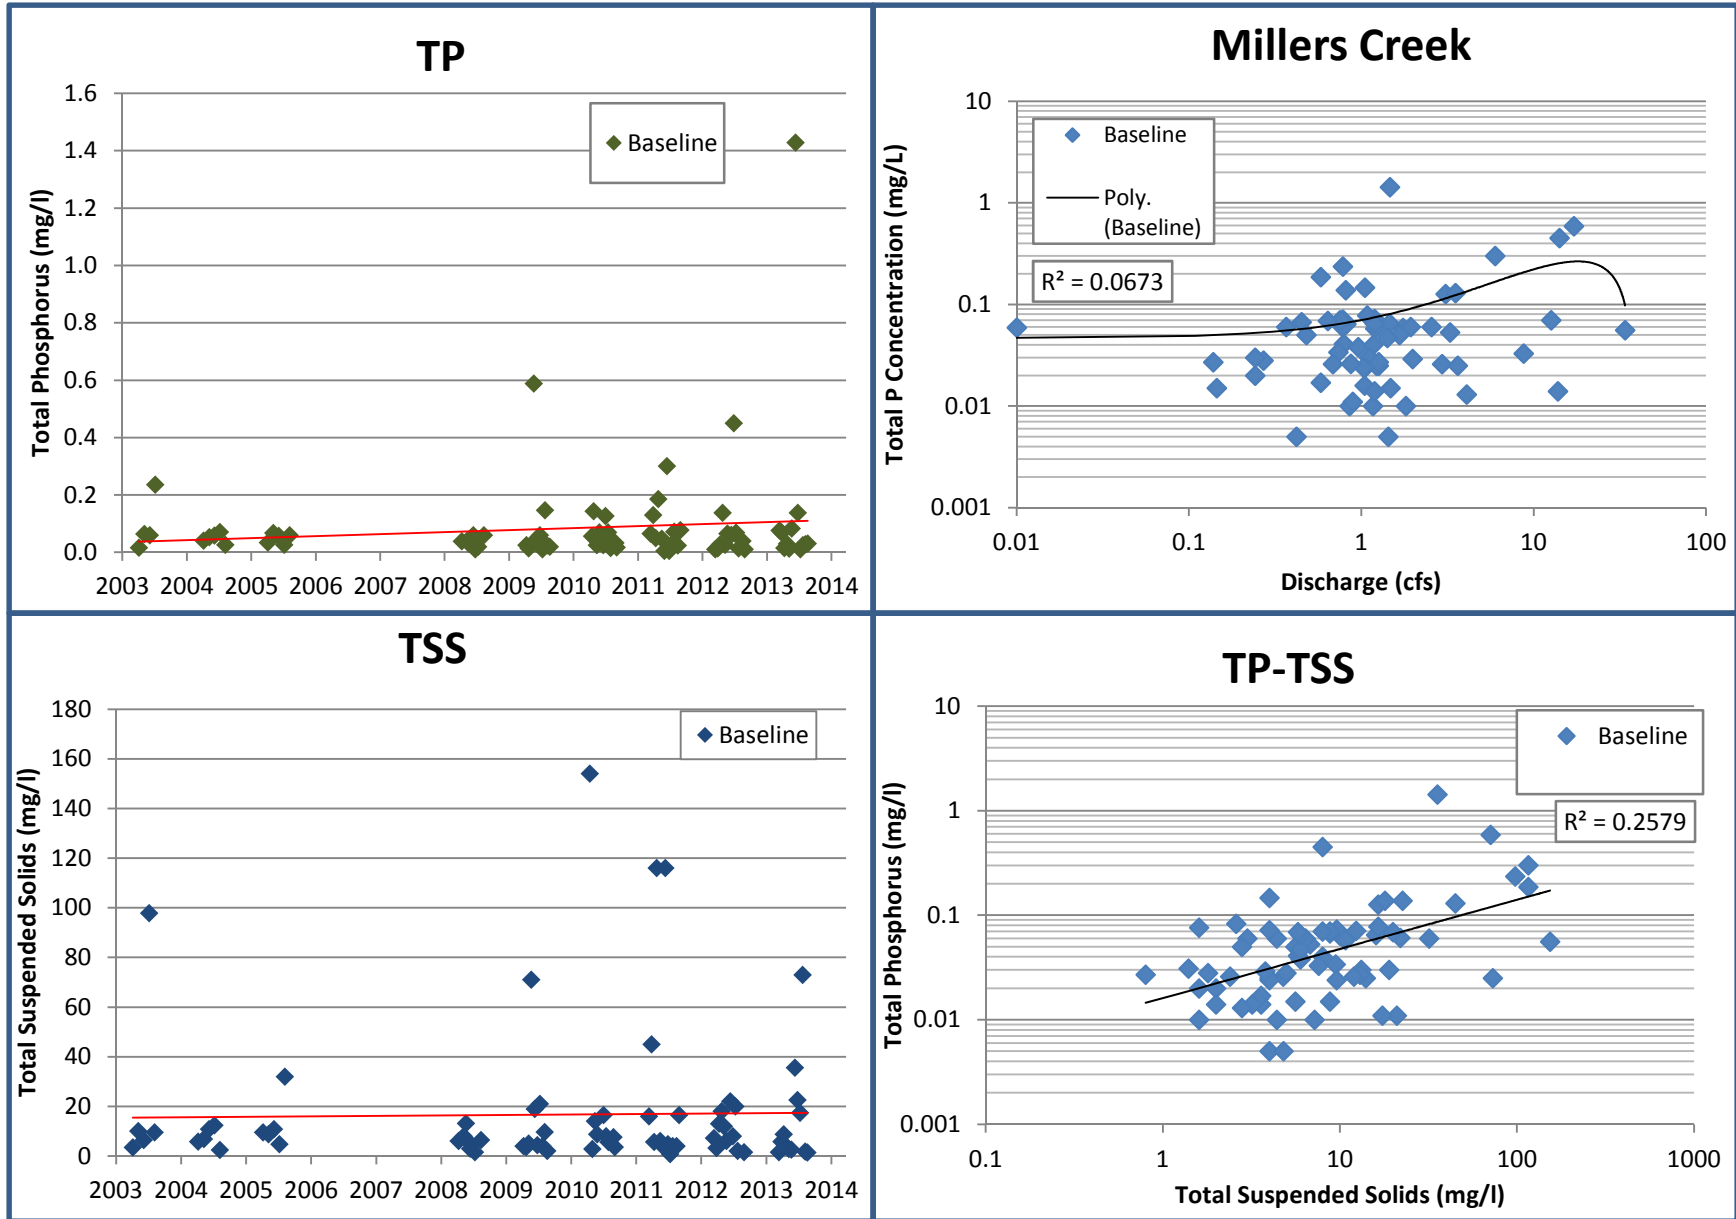 TP
1.6
1.4
1.2
1.0
0.8
0.6
0.4
0.2
0.0
Total Phosphorus (mg/l)
Baseline
2003 2004 2005 2006 2007 2008 2009 2010 2011 2012 2013 2014
Millers Creek
10
1
0.1
0.01
0.001
Total P Concentration (mg/L)
Baseline
Poly.
(Baseline)
R² = 0.0673
0.01 0.1 1 10 100
Discharge (cfs)
TSS
180
160
140
120
100
80
60
40
20
0
Total Suspended Solids (mg/l)
Baseline
2003 2004 2005 2006 2007 2008 2009 2010 2011 2012 2013 2014
TP-TSS
10
1
0.1
0.01
0.001
Total Phosphorus (mg/l)
Baseline
R² = 0.2579
0.1 1 10 100 1000
Total Suspended Solids (mg/l)